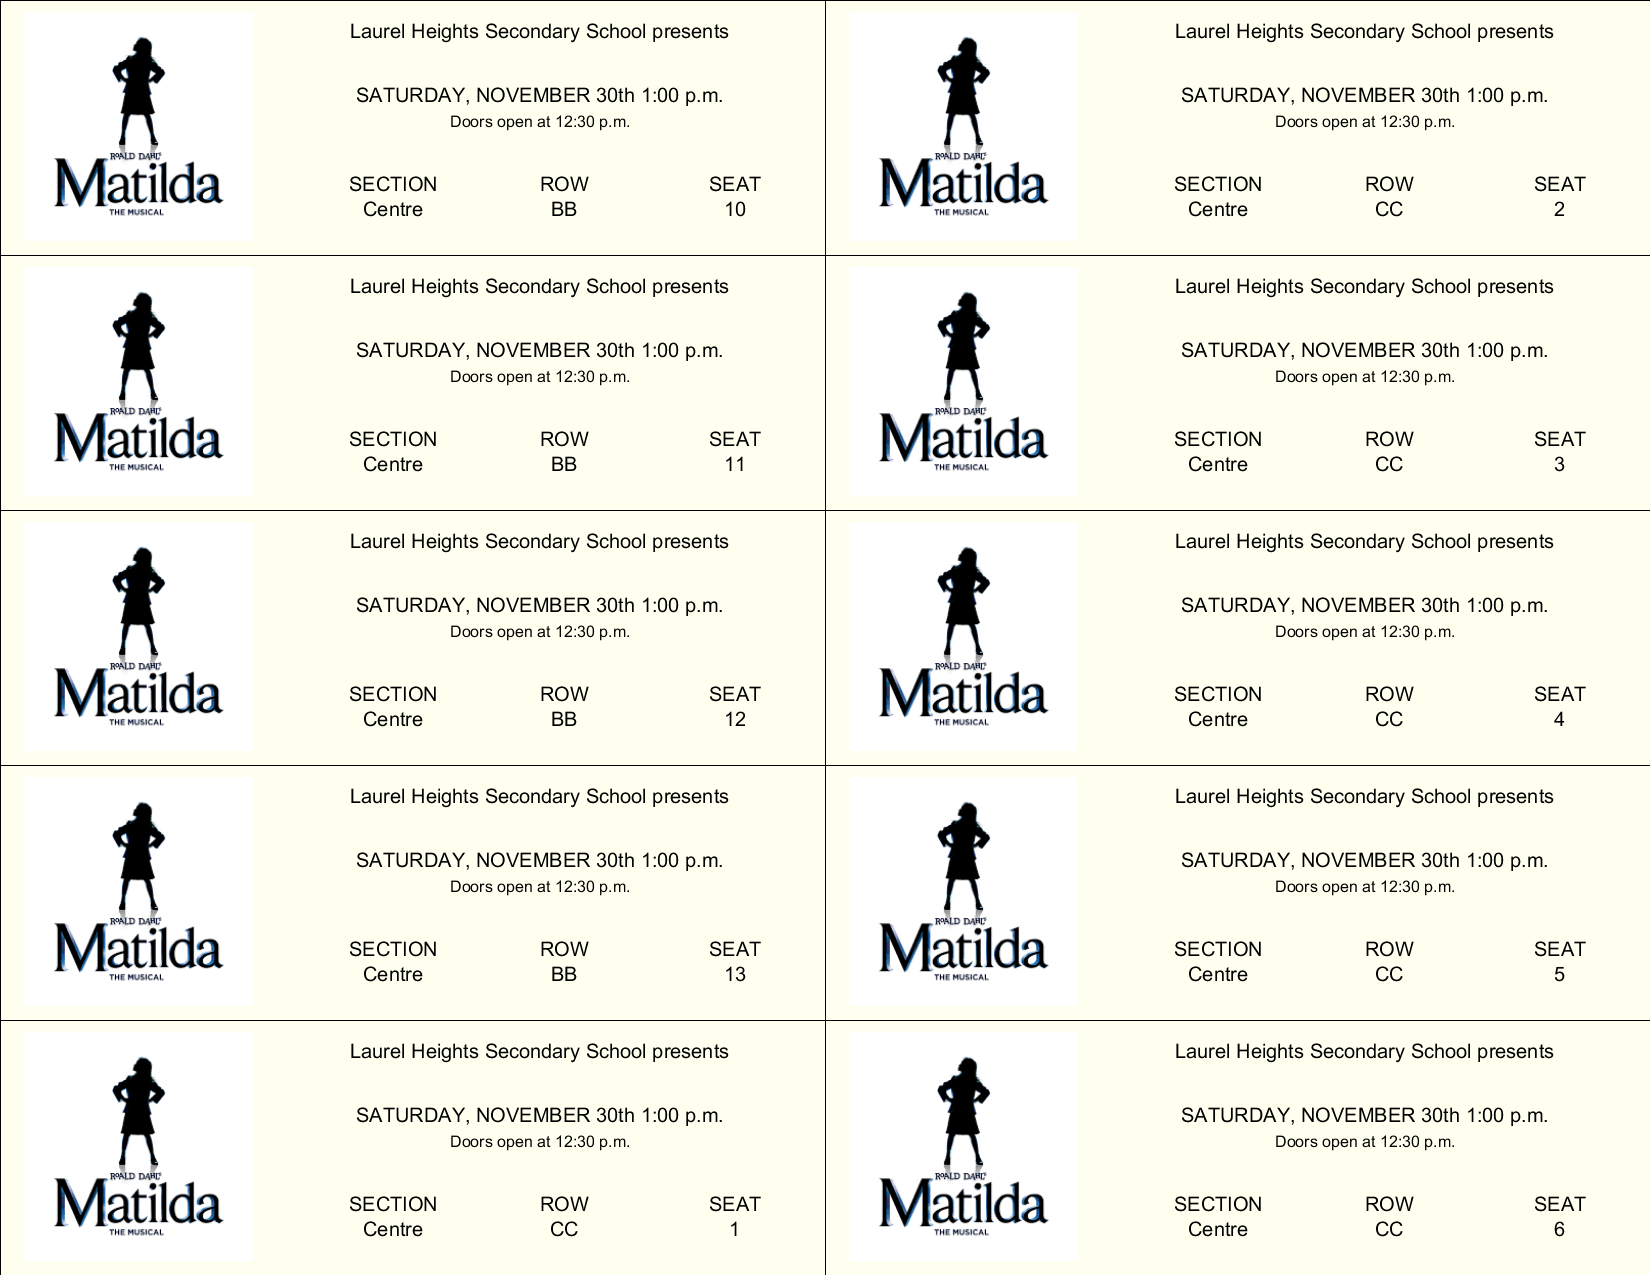 Laurel Heights Secondary School presents
SATURDAY, NOVEMBER 30th 1:00 p.m.
Doors open at 12:30 p.m.
ROALD DAHL'S
Matilda
THE MUSICAL
SECTION ROW SEAT
Centre BB 10
Laurel Heights Secondary School presents
SATURDAY, NOVEMBER 30th 1:00 p.m.
Doors open at 12:30 p.m.
ROALD DAHL'S
Matilda
THE MUSICAL
SECTION ROW SEAT
Centre CC 2
Laurel Heights Secondary School presents
SATURDAY, NOVEMBER 30th 1:00 p.m.
Doors open at 12:30 p.m.
ROALD DAHL'S
Matilda
THE MUSICAL
SECTION ROW SEAT
Centre BB 11
Laurel Heights Secondary School presents
SATURDAY, NOVEMBER 30th 1:00 p.m.
Doors open at 12:30 p.m.
ROALD DAHL'S
Matilda
THE MUSICAL
SECTION ROW SEAT
Centre CC 3
Laurel Heights Secondary School presents
SATURDAY, NOVEMBER 30th 1:00 p.m.
Doors open at 12:30 p.m.
ROALD DAHL'S
Matilda
THE MUSICAL
SECTION ROW SEAT
Centre BB 12
Laurel Heights Secondary School presents
SATURDAY, NOVEMBER 30th 1:00 p.m.
Doors open at 12:30 p.m.
ROALD DAHL'S
Matilda
THE MUSICAL
SECTION ROW SEAT
Centre CC 4
Laurel Heights Secondary School presents
SATURDAY, NOVEMBER 30th 1:00 p.m.
Doors open at 12:30 p.m.
ROALD DAHL'S
Matilda
THE MUSICAL
SECTION ROW SEAT
Centre BB 13
Laurel Heights Secondary School presents
SATURDAY, NOVEMBER 30th 1:00 p.m.
Doors open at 12:30 p.m.
ROALD DAHL'S
Matilda
THE MUSICAL
SECTION ROW SEAT
Centre CC 5
Laurel Heights Secondary School presents
SATURDAY, NOVEMBER 30th 1:00 p.m.
Doors open at 12:30 p.m.
ROALD DAHL'S
Matilda
THE MUSICAL
SECTION ROW SEAT
Centre CC 1
Laurel Heights Secondary School presents
SATURDAY, NOVEMBER 30th 1:00 p.m.
Doors open at 12:30 p.m.
ROALD DAHL'S
Matilda
THE MUSICAL
SECTION ROW SEAT
Centre CC 6